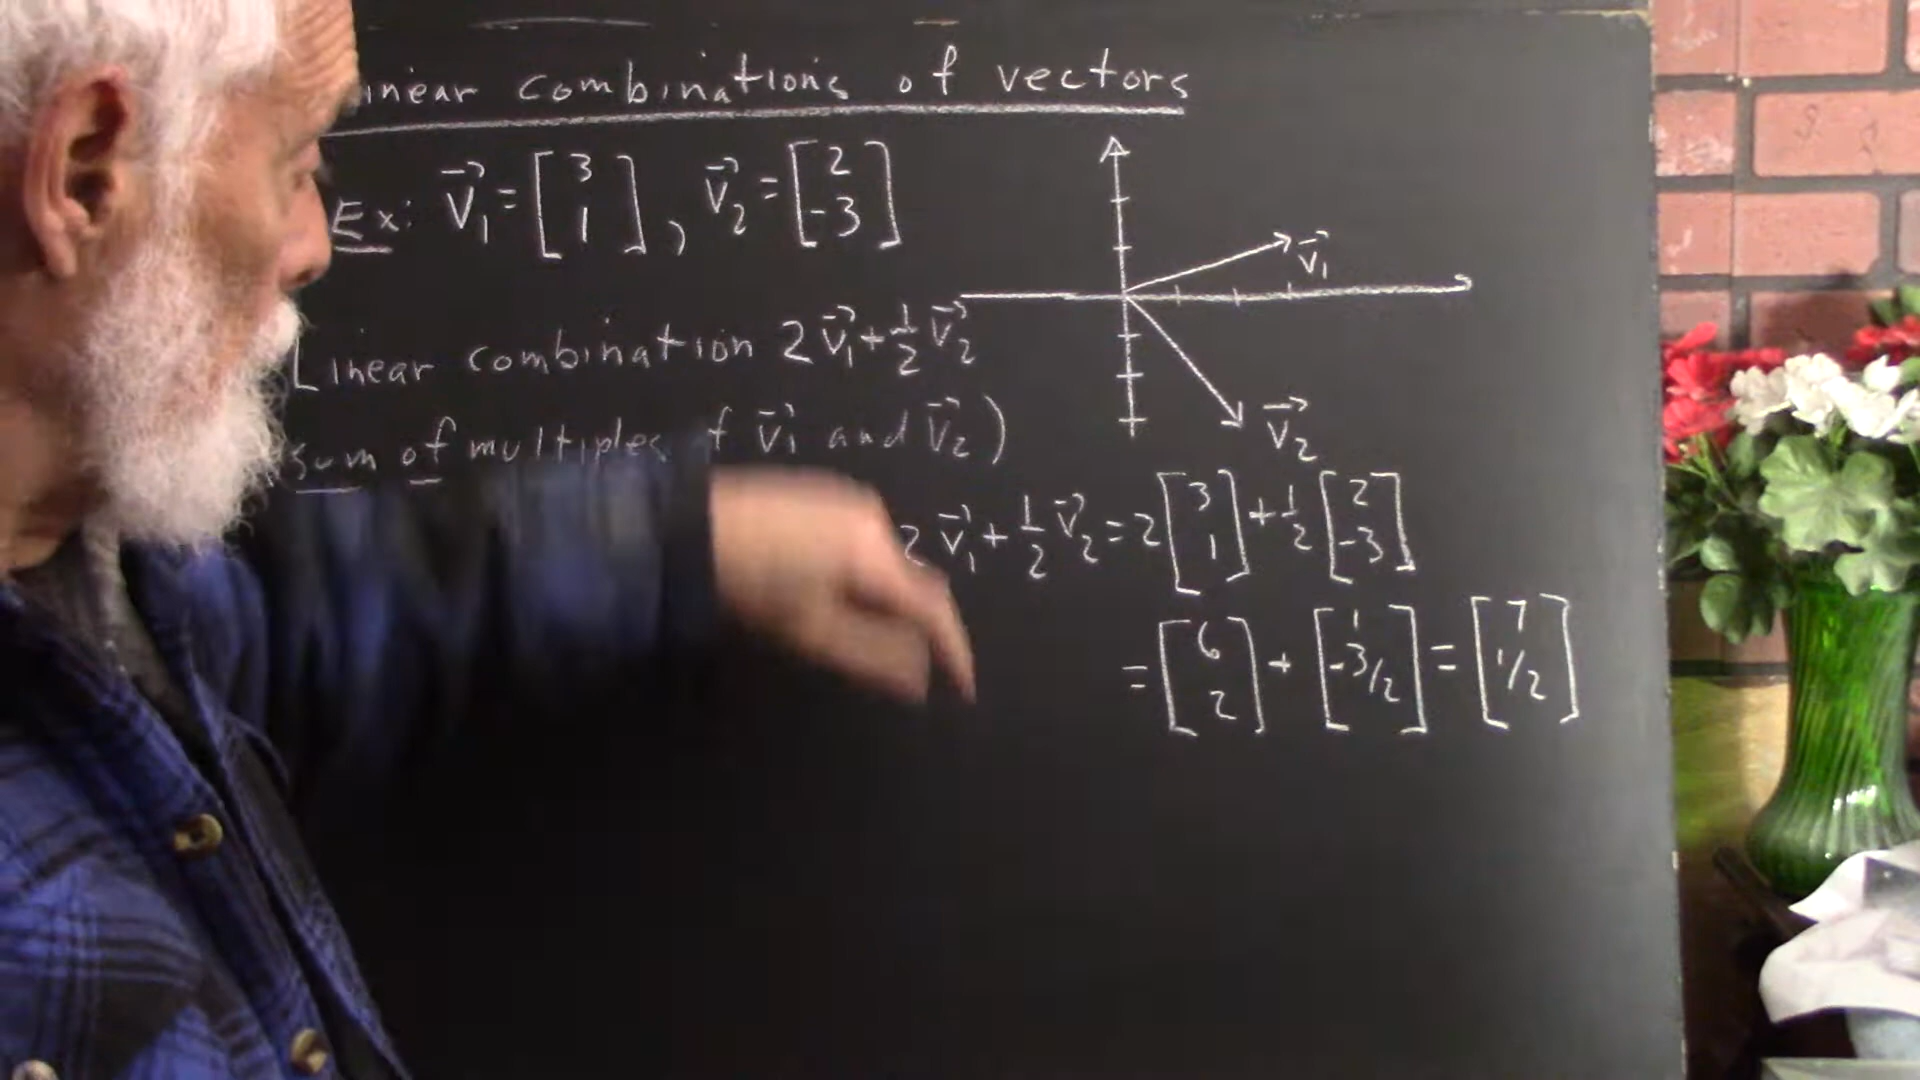 inear combinations of vectors
Ex: v⃗₁ = [3 1], v⃗₂ = [2 -3]
v⃗₁
Linear combination 2v⃗₁ + 1/2 v⃗₂
v⃗₂
sum of multiples f v⃗₁ and v⃗₂)
2v⃗₁ + 1/2 v⃗₂ = 2[3 1] + 1/2 [2 -3]
= [6 2] + [1 -3/2] = [7 1/2]